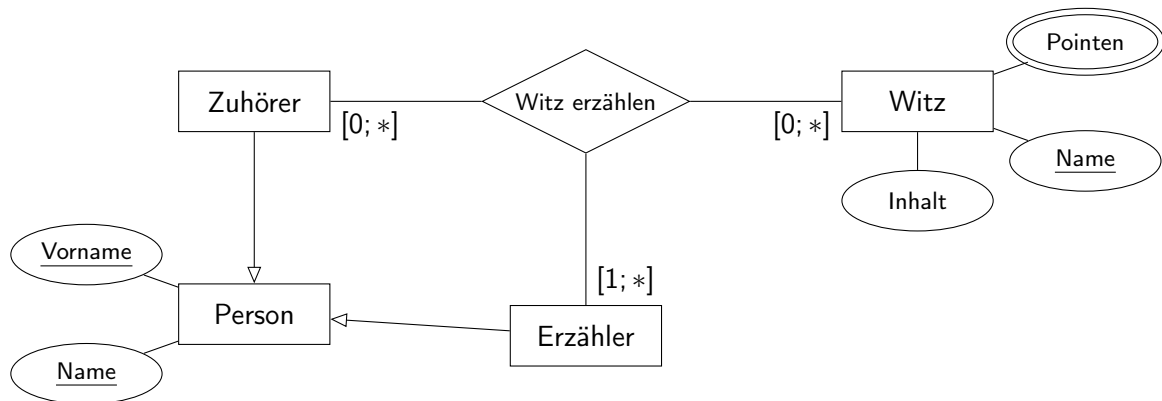 Pointen
Zuhörer
Witz erzählen
Witz
[0; ∗]
[0; ∗]
Name
Inhalt
Vorname
[1; ∗]
Person
Erzähler
Name